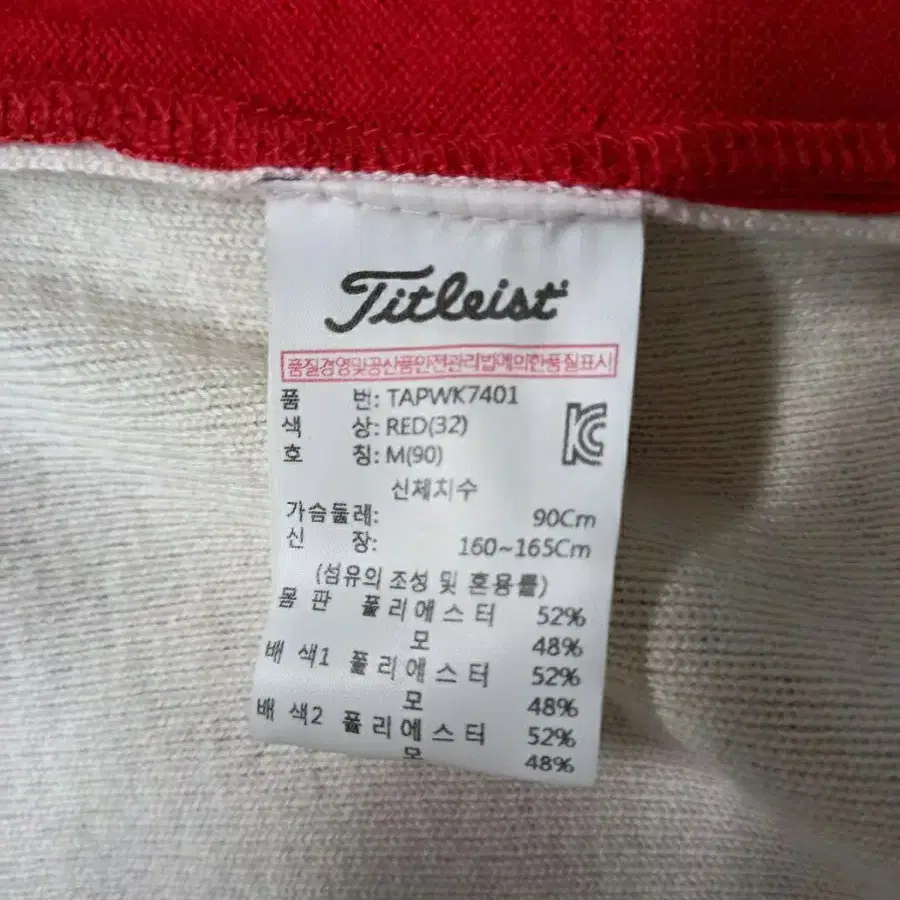 Titleist
품질경영및공산품안전관리법에의한품질표시
품 번: TAPWK7401
색 상: RED(32)
호 칭: M(90)
신체치수
가슴둘레: 90Cm
신 장: 160~165Cm
(섬유의 조성 및 혼용률)
몸 판 폴리에스터 52%
모 48%
배 색1 폴리에스터 52%
모 48%
배 색2 폴리에스터 52%
모 48%